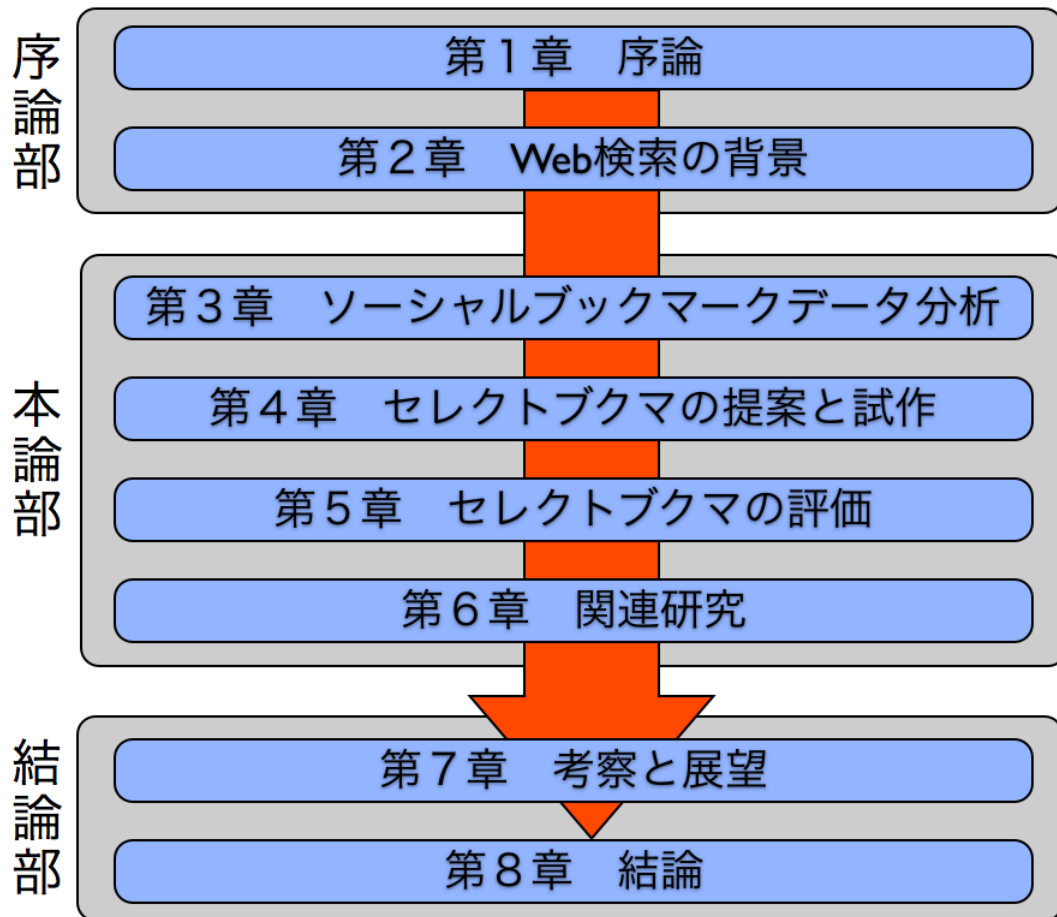 序論部
第１章　序論
第２章　Web検索の背景
本論部
第３章　ソーシャルブックマークデータ分析
第４章　セレクトブクマの提案と試作
第５章　セレクトブクマの評価
第６章　関連研究
結論部
第７章　考察と展望
第８章　結論